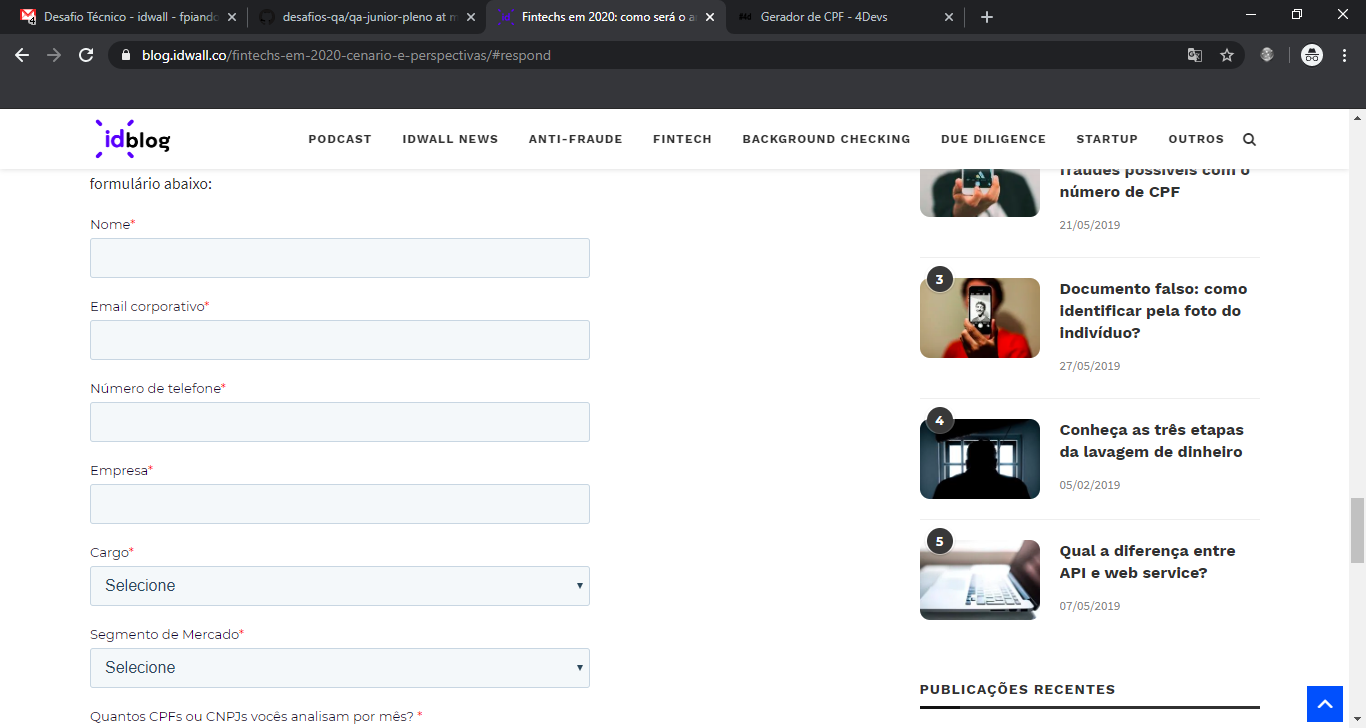 Desafio Técnico - idwall - fpiando
desafios-qa/qa-junior-pleno at m
Fintechs em 2020: como será o a
Gerador de CPF - 4Devs
blog.idwall.co/fintechs-em-2020-cenario-e-perspectivas/#respond
idblog
PODCAST
IDWALL NEWS
ANTI-FRAUDE
FINTECH
BACKGROUND CHECKING
DUE DILIGENCE
STARTUP
OUTROS
formulário abaixo:
Nome*
Email corporativo*
Número de telefone*
Empresa*
Cargo*
Selecione
Segmento de Mercado*
Selecione
Quantos CPFs ou CNPJs vocês analisam por mês? *
fraudes possíveis com o
número de CPF
21/05/2019
3
Documento falso: como
identificar pela foto do
indivíduo?
27/05/2019
4
Conheça as três etapas
da lavagem de dinheiro
05/02/2019
5
Qual a diferença entre
API e web service?
07/05/2019
PUBLICAÇÕES RECENTES